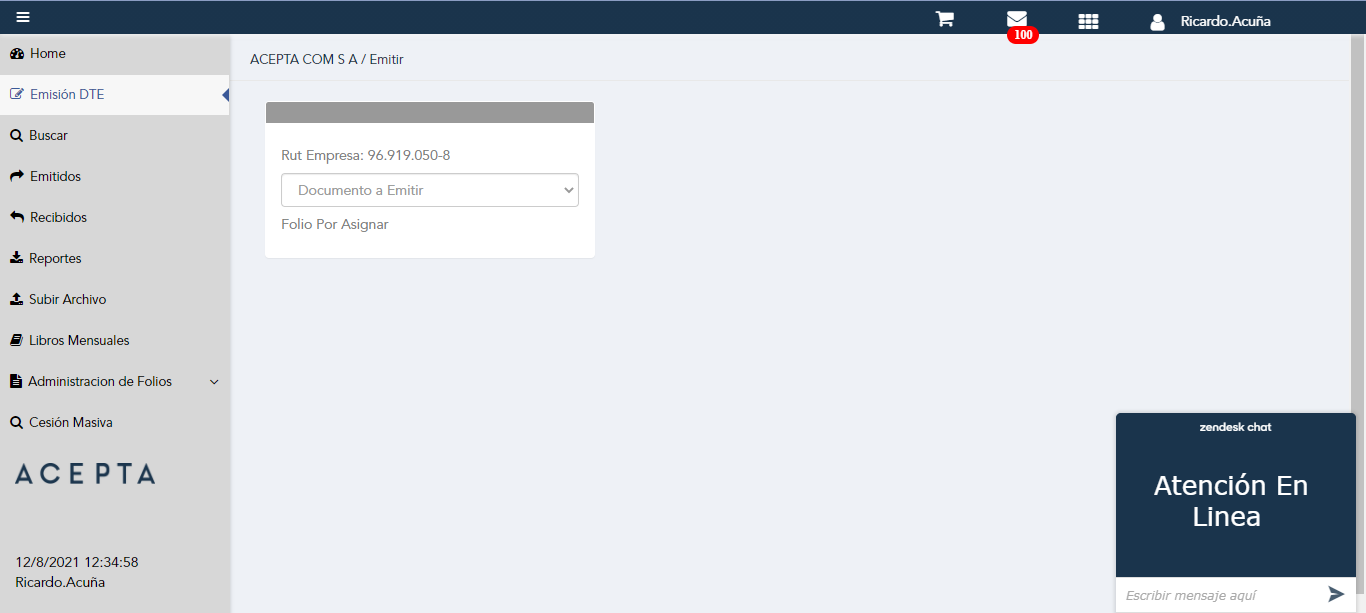 100
Ricardo.Acuña
Home
Emisión DTE
Buscar
Emitidos
Recibidos
Reportes
Subir Archivo
Libros Mensuales
Administracion de Folios
Cesión Masiva
ACEPTA
12/8/2021 12:34:58
Ricardo.Acuña
ACEPTA COM S A / Emitir
Rut Empresa: 96.919.050-8
Documento a Emitir
Folio Por Asignar
zendesk chat
Atención En
Linea
Escribir mensaje aquí